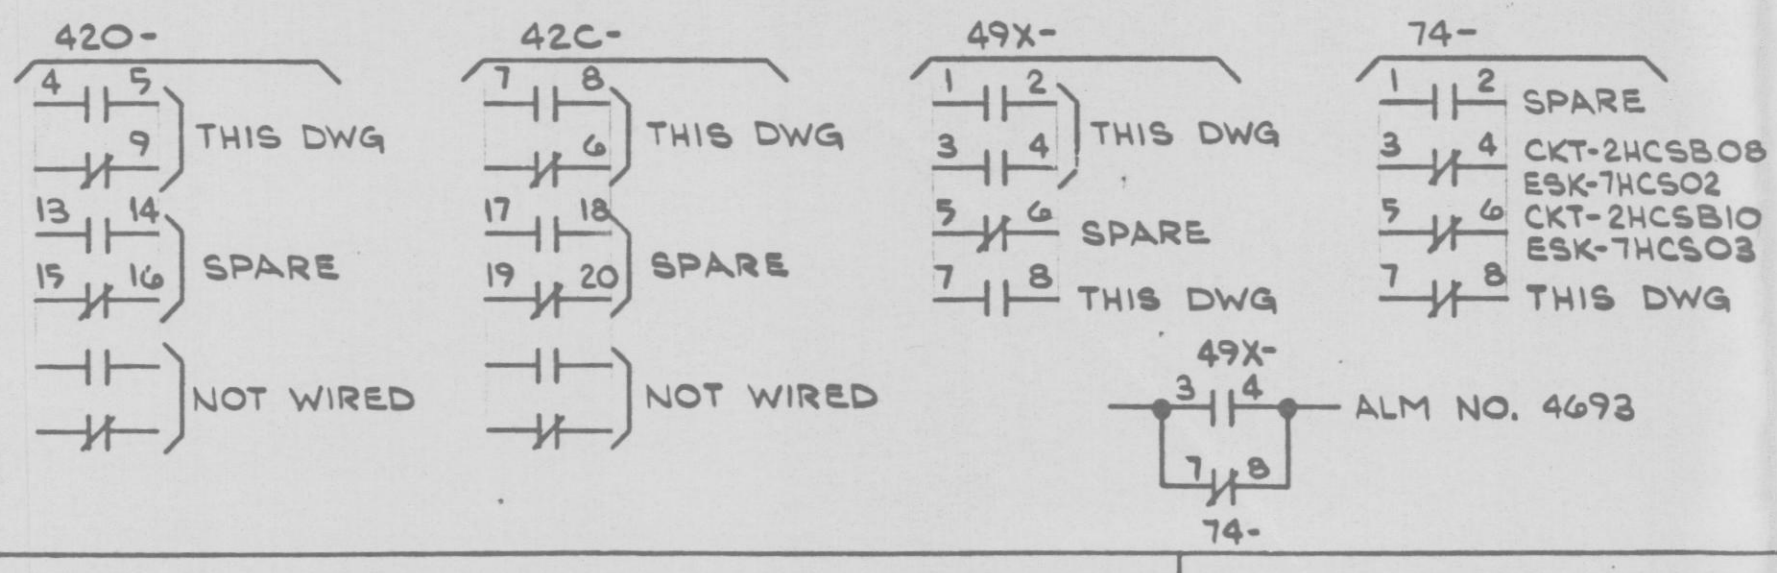 42O-
4 5
9
THIS DWG
13 14
15 16
SPARE
NOT WIRED
42C-
7 8
6
THIS DWG
17 18
19 20
SPARE
NOT WIRED
49X-
1 2
3 4
THIS DWG
5 6 SPARE
7 8 THIS DWG
74-
1 2 SPARE
3 4 CKT-2HCSB08
ESK-7HCS02
5 6 CKT-2HCSB10
ESK-7HCS03
7 8 THIS DWG
49X-
3 4 ALM NO. 4693
7 8
74-